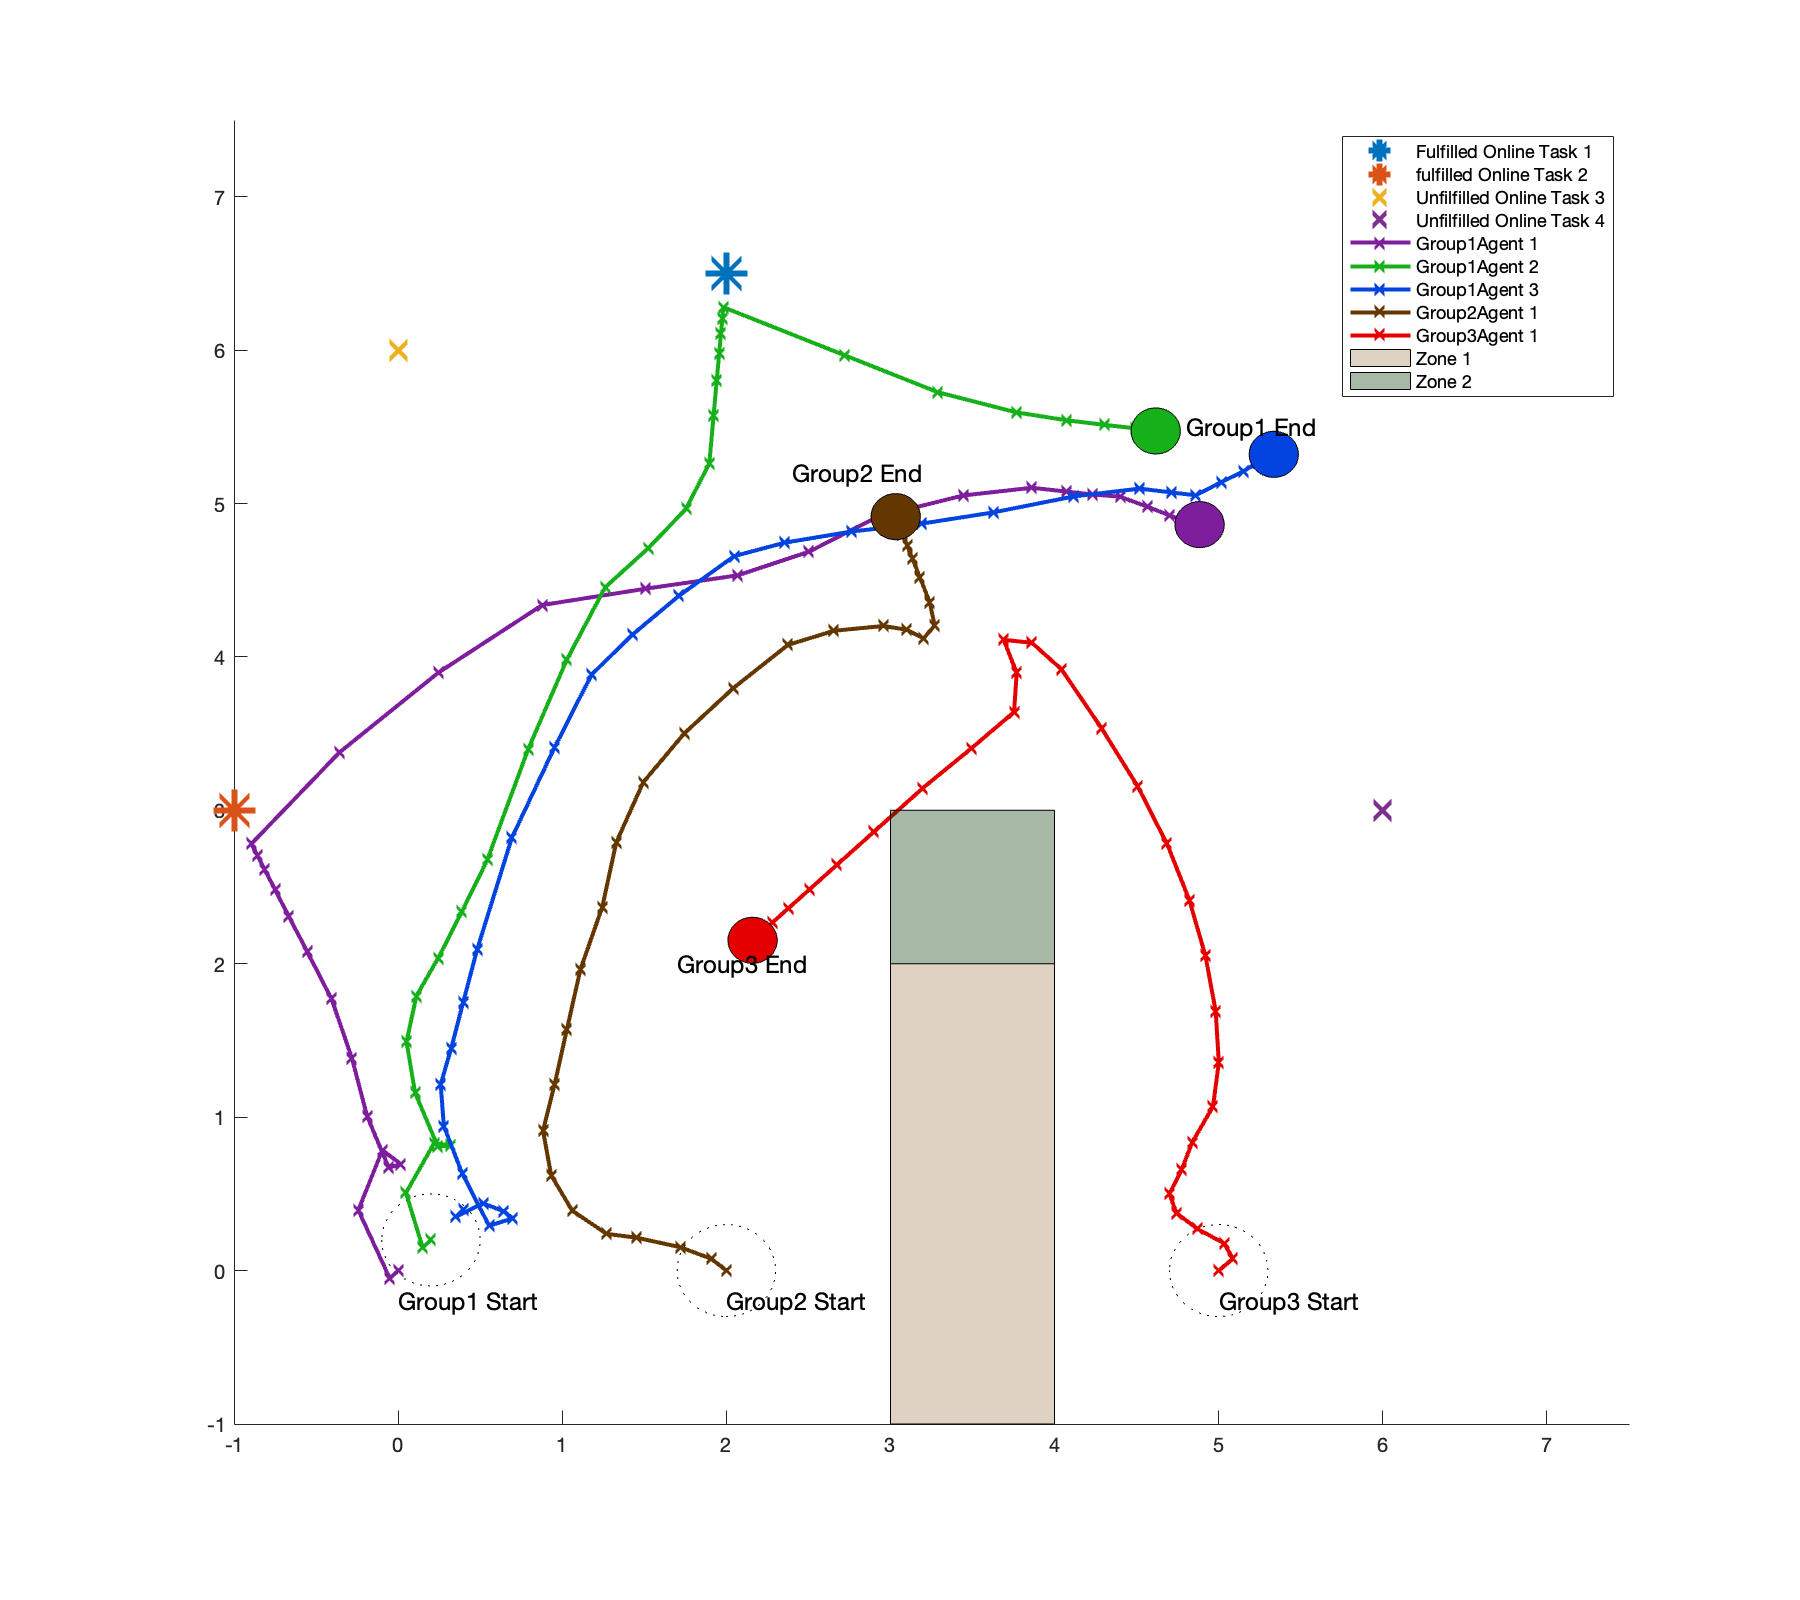 Fulfilled Online Task 1
fulfilled Online Task 2
Unfilfilled Online Task 3
Unfilfilled Online Task 4
Group1Agent 1
Group1Agent 2
Group1Agent 3
Group2Agent 1
Group3Agent 1
Zone 1
Zone 2
7
6
5
4
3
2
1
0
-1
Group1 End
Group2 End
Group3 End
Group1 Start
Group2 Start
Group3 Start
-1
0
1
2
3
4
5
6
7